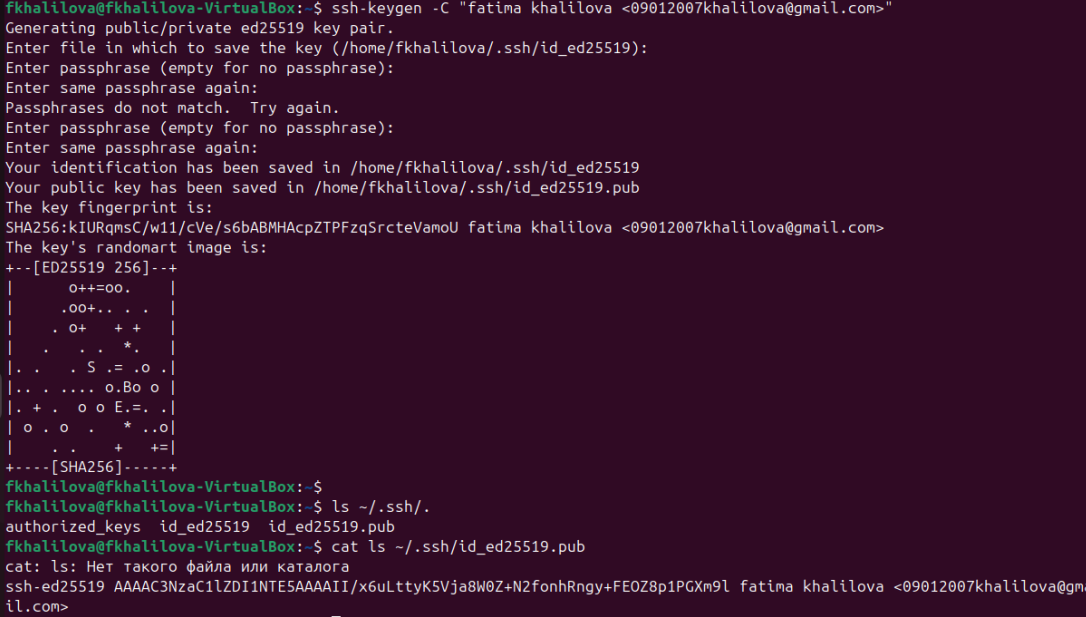 fkhalilova@fkhalilova-VirtualBox:~$ ssh-keygen -C "fatima khalilova <09012007khalilova@gmail.com>"
Generating public/private ed25519 key pair.
Enter file in which to save the key (/home/fkhalilova/.ssh/id_ed25519):
Enter passphrase (empty for no passphrase):
Enter same passphrase again:
Passphrases do not match.  Try again.
Enter passphrase (empty for no passphrase):
Enter same passphrase again:
Your identification has been saved in /home/fkhalilova/.ssh/id_ed25519
Your public key has been saved in /home/fkhalilova/.ssh/id_ed25519.pub
The key fingerprint is:
SHA256:kIURqmsC/w11/cVe/s6bABMHAcpZTPFzqSrcteVamoU fatima khalilova <09012007khalilova@gmail.com>
The key's randomart image is:
+--[ED25519 256]--+
|      o++=oo.    |
|     .oo+.. . .  |
|    . o+   + +   |
|   .   . .  *.   |
|. .   . S .= .o .|
|.. . .... o.Bo o |
|. + .  o o E.=. .|
| o . o  .   * ..o|
|    . .    +   +=|
+----[SHA256]-----+
fkhalilova@fkhalilova-VirtualBox:~$
fkhalilova@fkhalilova-VirtualBox:~$ ls ~/.ssh/.
authorized_keys  id_ed25519  id_ed25519.pub
fkhalilova@fkhalilova-VirtualBox:~$ cat ls ~/.ssh/id_ed25519.pub
cat: ls: Нет такого файла или каталога
ssh-ed25519 AAAAC3NzaC1lZDI1NTE5AAAAII/x6uLttyK5Vja8W0Z+N2fonhRngy+FEOZ8p1PGXm9l fatima khalilova <09012007khalilova@gma
il.com>